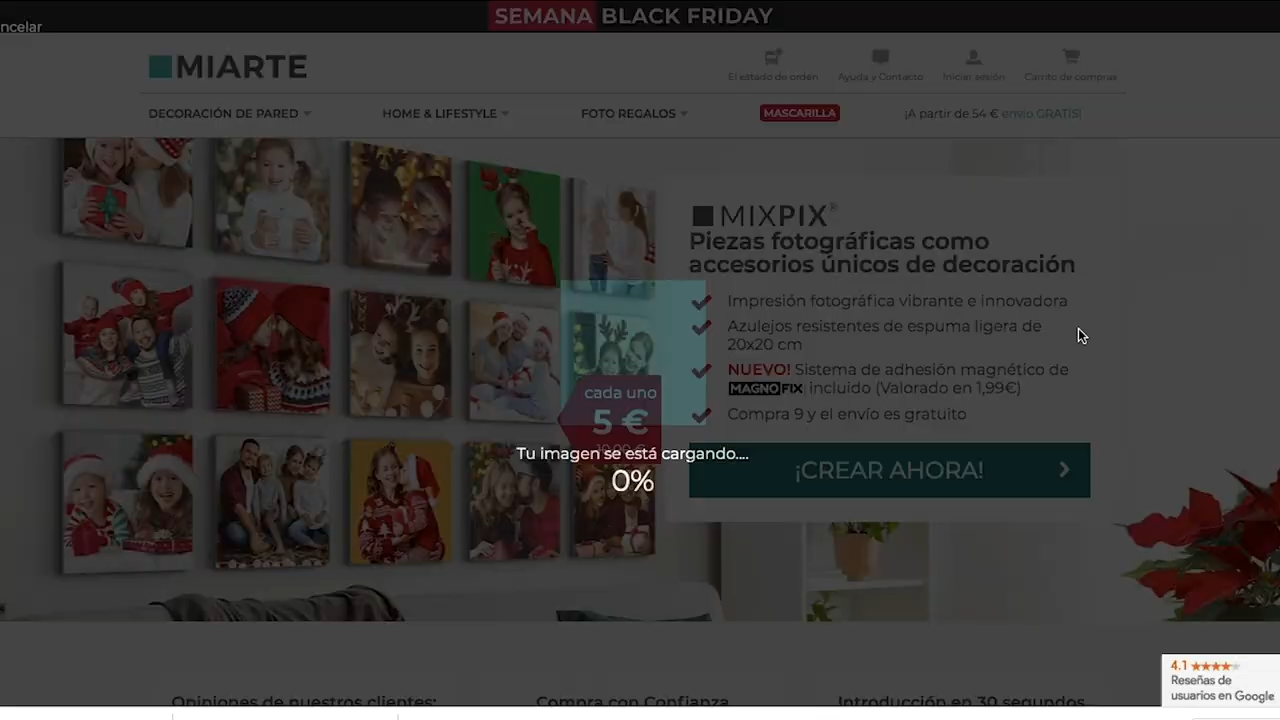 SEMANA BLACK FRIDAY
ncelar
MIARTE
El estado de orden
Ayuda y Contacto
Iniciar sesión
Carrito de compras
DECORACIÓN DE PARED
HOME & LIFESTYLE
FOTO REGALOS
MASCARILLA
¡A partir de 54 € envío GRATIS!
MIXPIX®
Piezas fotográficas como
accesorios únicos de decoración
Impresión fotográfica vibrante e innovadora
Azulejos resistentes de espuma ligera de
20x20 cm
NUEVO! Sistema de adhesión magnético de
MAGNOFIX incluido (Valorado en 1,99€)
Compra 9 y el envío es gratuito
cada uno
5 €
Tu imagen se está cargando....
0%
¡CREAR AHORA!
4.1
Reseñas de
usuarios en Google
Opiniones de nuestros clientes:
Compra con Confianza
Introducción en 30 segundos